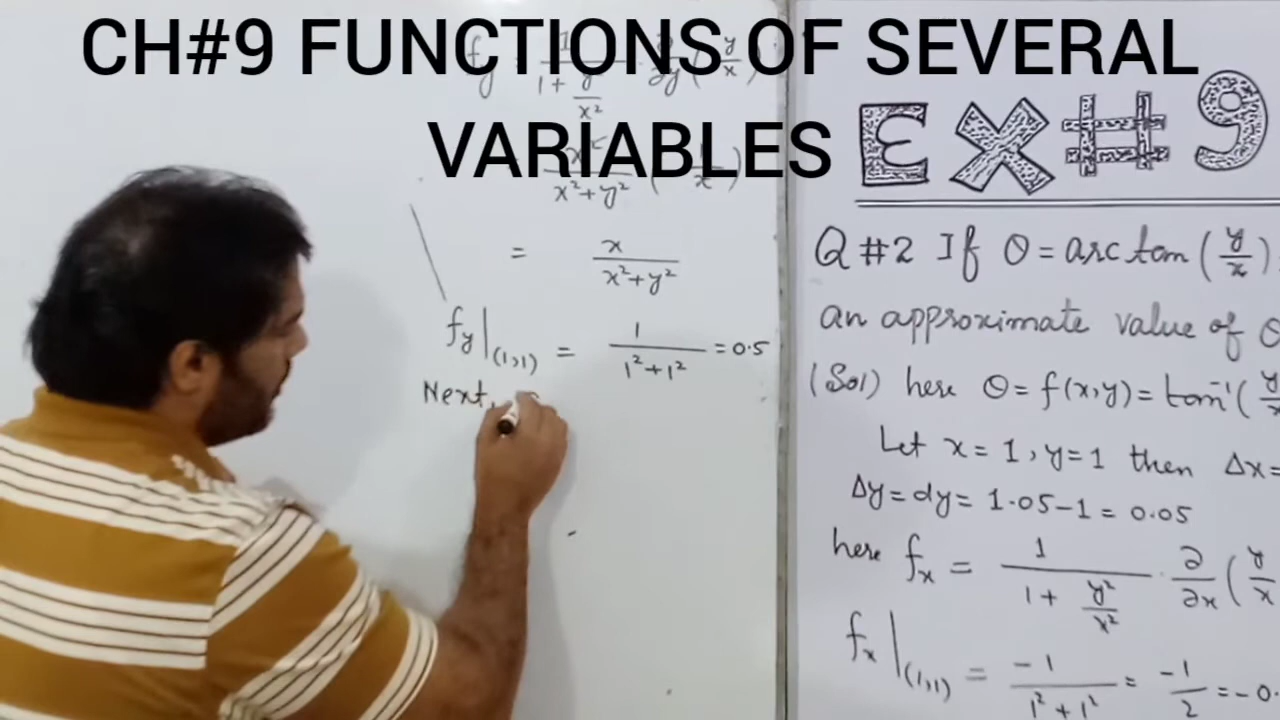 CH#9 FUNCTIONS OF SEVERAL
VARIABLES
∂/∂y (y/x)
x²+y²
= x/(x²+y²)
f_y|(1,1) = 1/(1²+1²) = 0.5
Next,
EX#9
Q#2 If θ = arc tan (y/x)
an approximate value of θ
(Sol) here θ = f(x,y) = tan⁻¹(y/x
Let x = 1, y=1 then Δx=
Δy = dy = 1.05-1 = 0.05
here f_x = 1/(1 + y²/x²) · ∂/∂x (y/x
f_x|(1,1) = -1/(1²+1²) = -1/2 = -0.